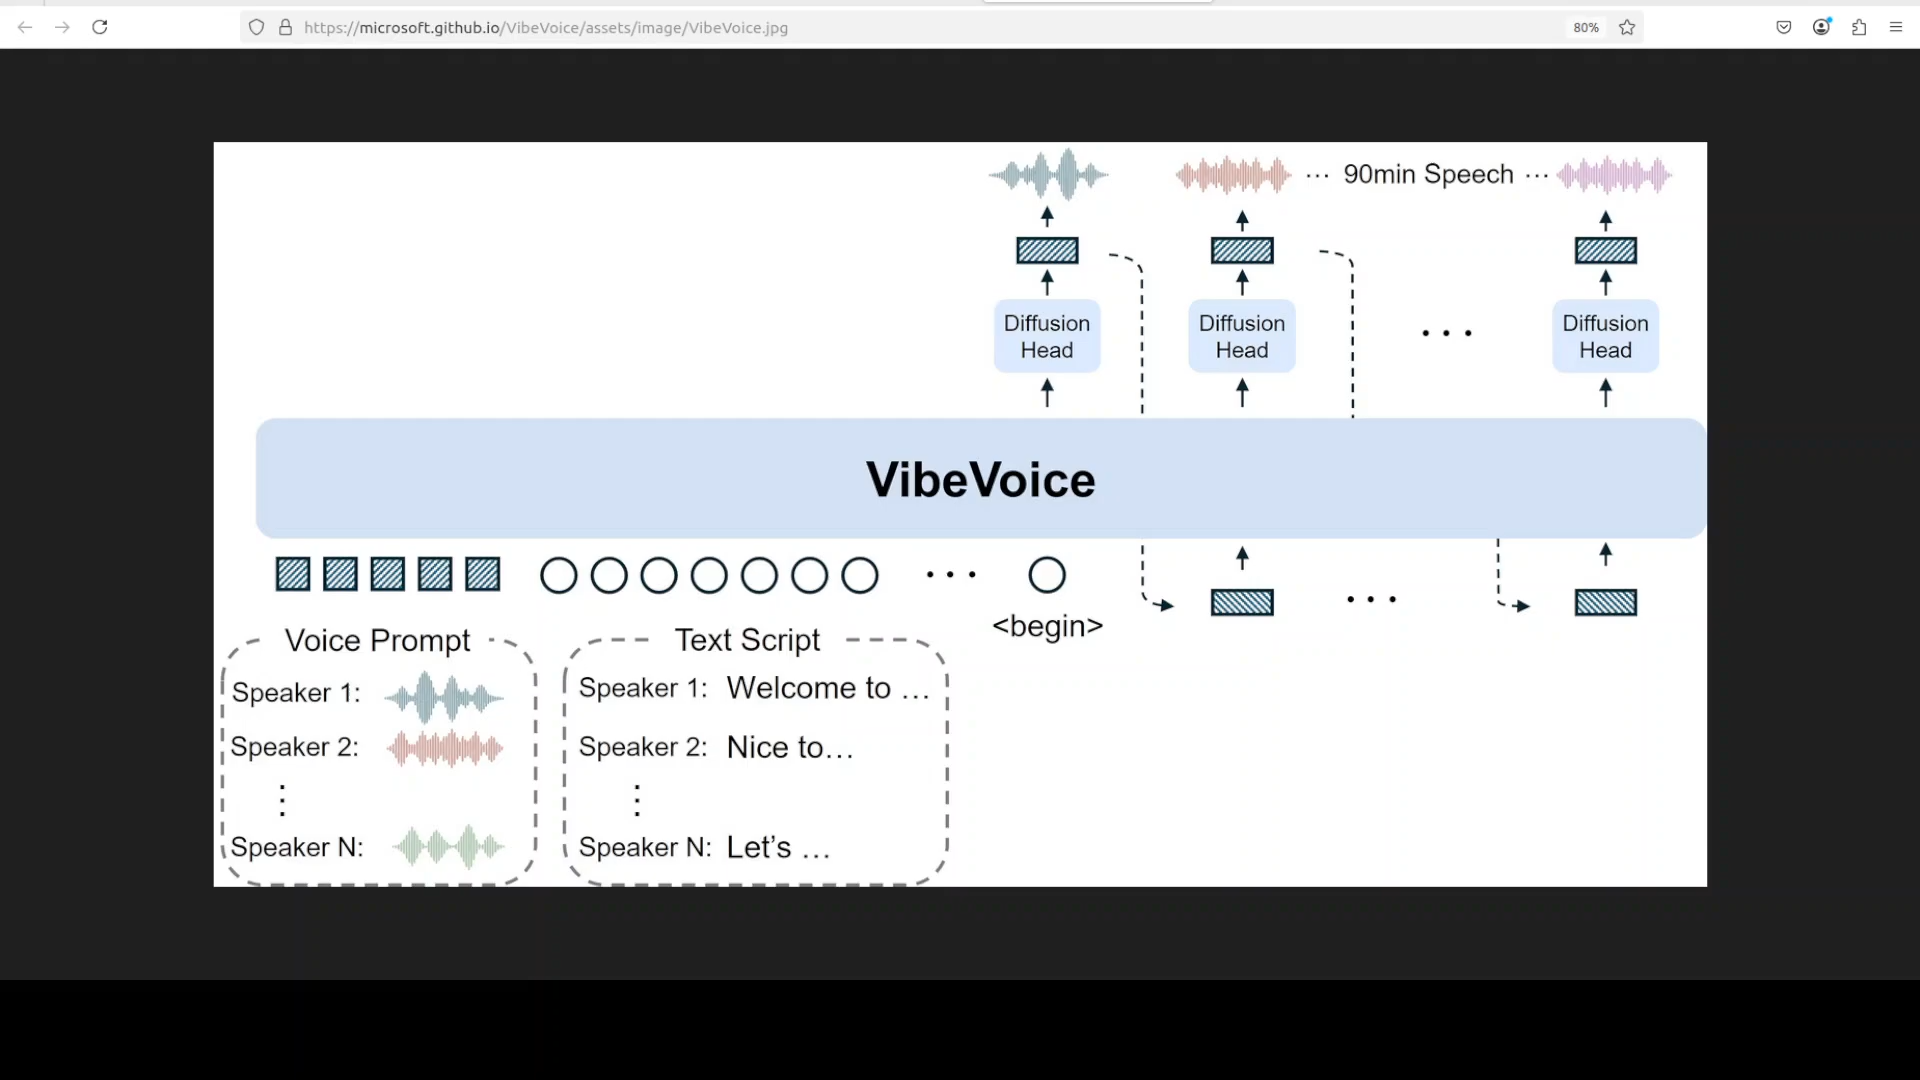 https://microsoft.github.io/VibeVoice/assets/image/VibeVoice.jpg
80%
... 90min Speech ...
Diffusion Head
Diffusion Head
...
Diffusion Head
VibeVoice
...
<begin>
...
Voice Prompt
Speaker 1:
Speaker 2:
⋮
Speaker N:
Text Script
Speaker 1: Welcome to ...
Speaker 2: Nice to...
⋮
Speaker N: Let's ...